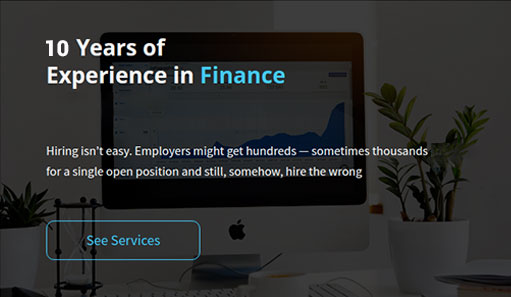 10 Years of
Experience in Finance
Hiring isn't easy. Employers might get hundreds — sometimes thousands
for a single open position and still, somehow, hire the wrong
See Services